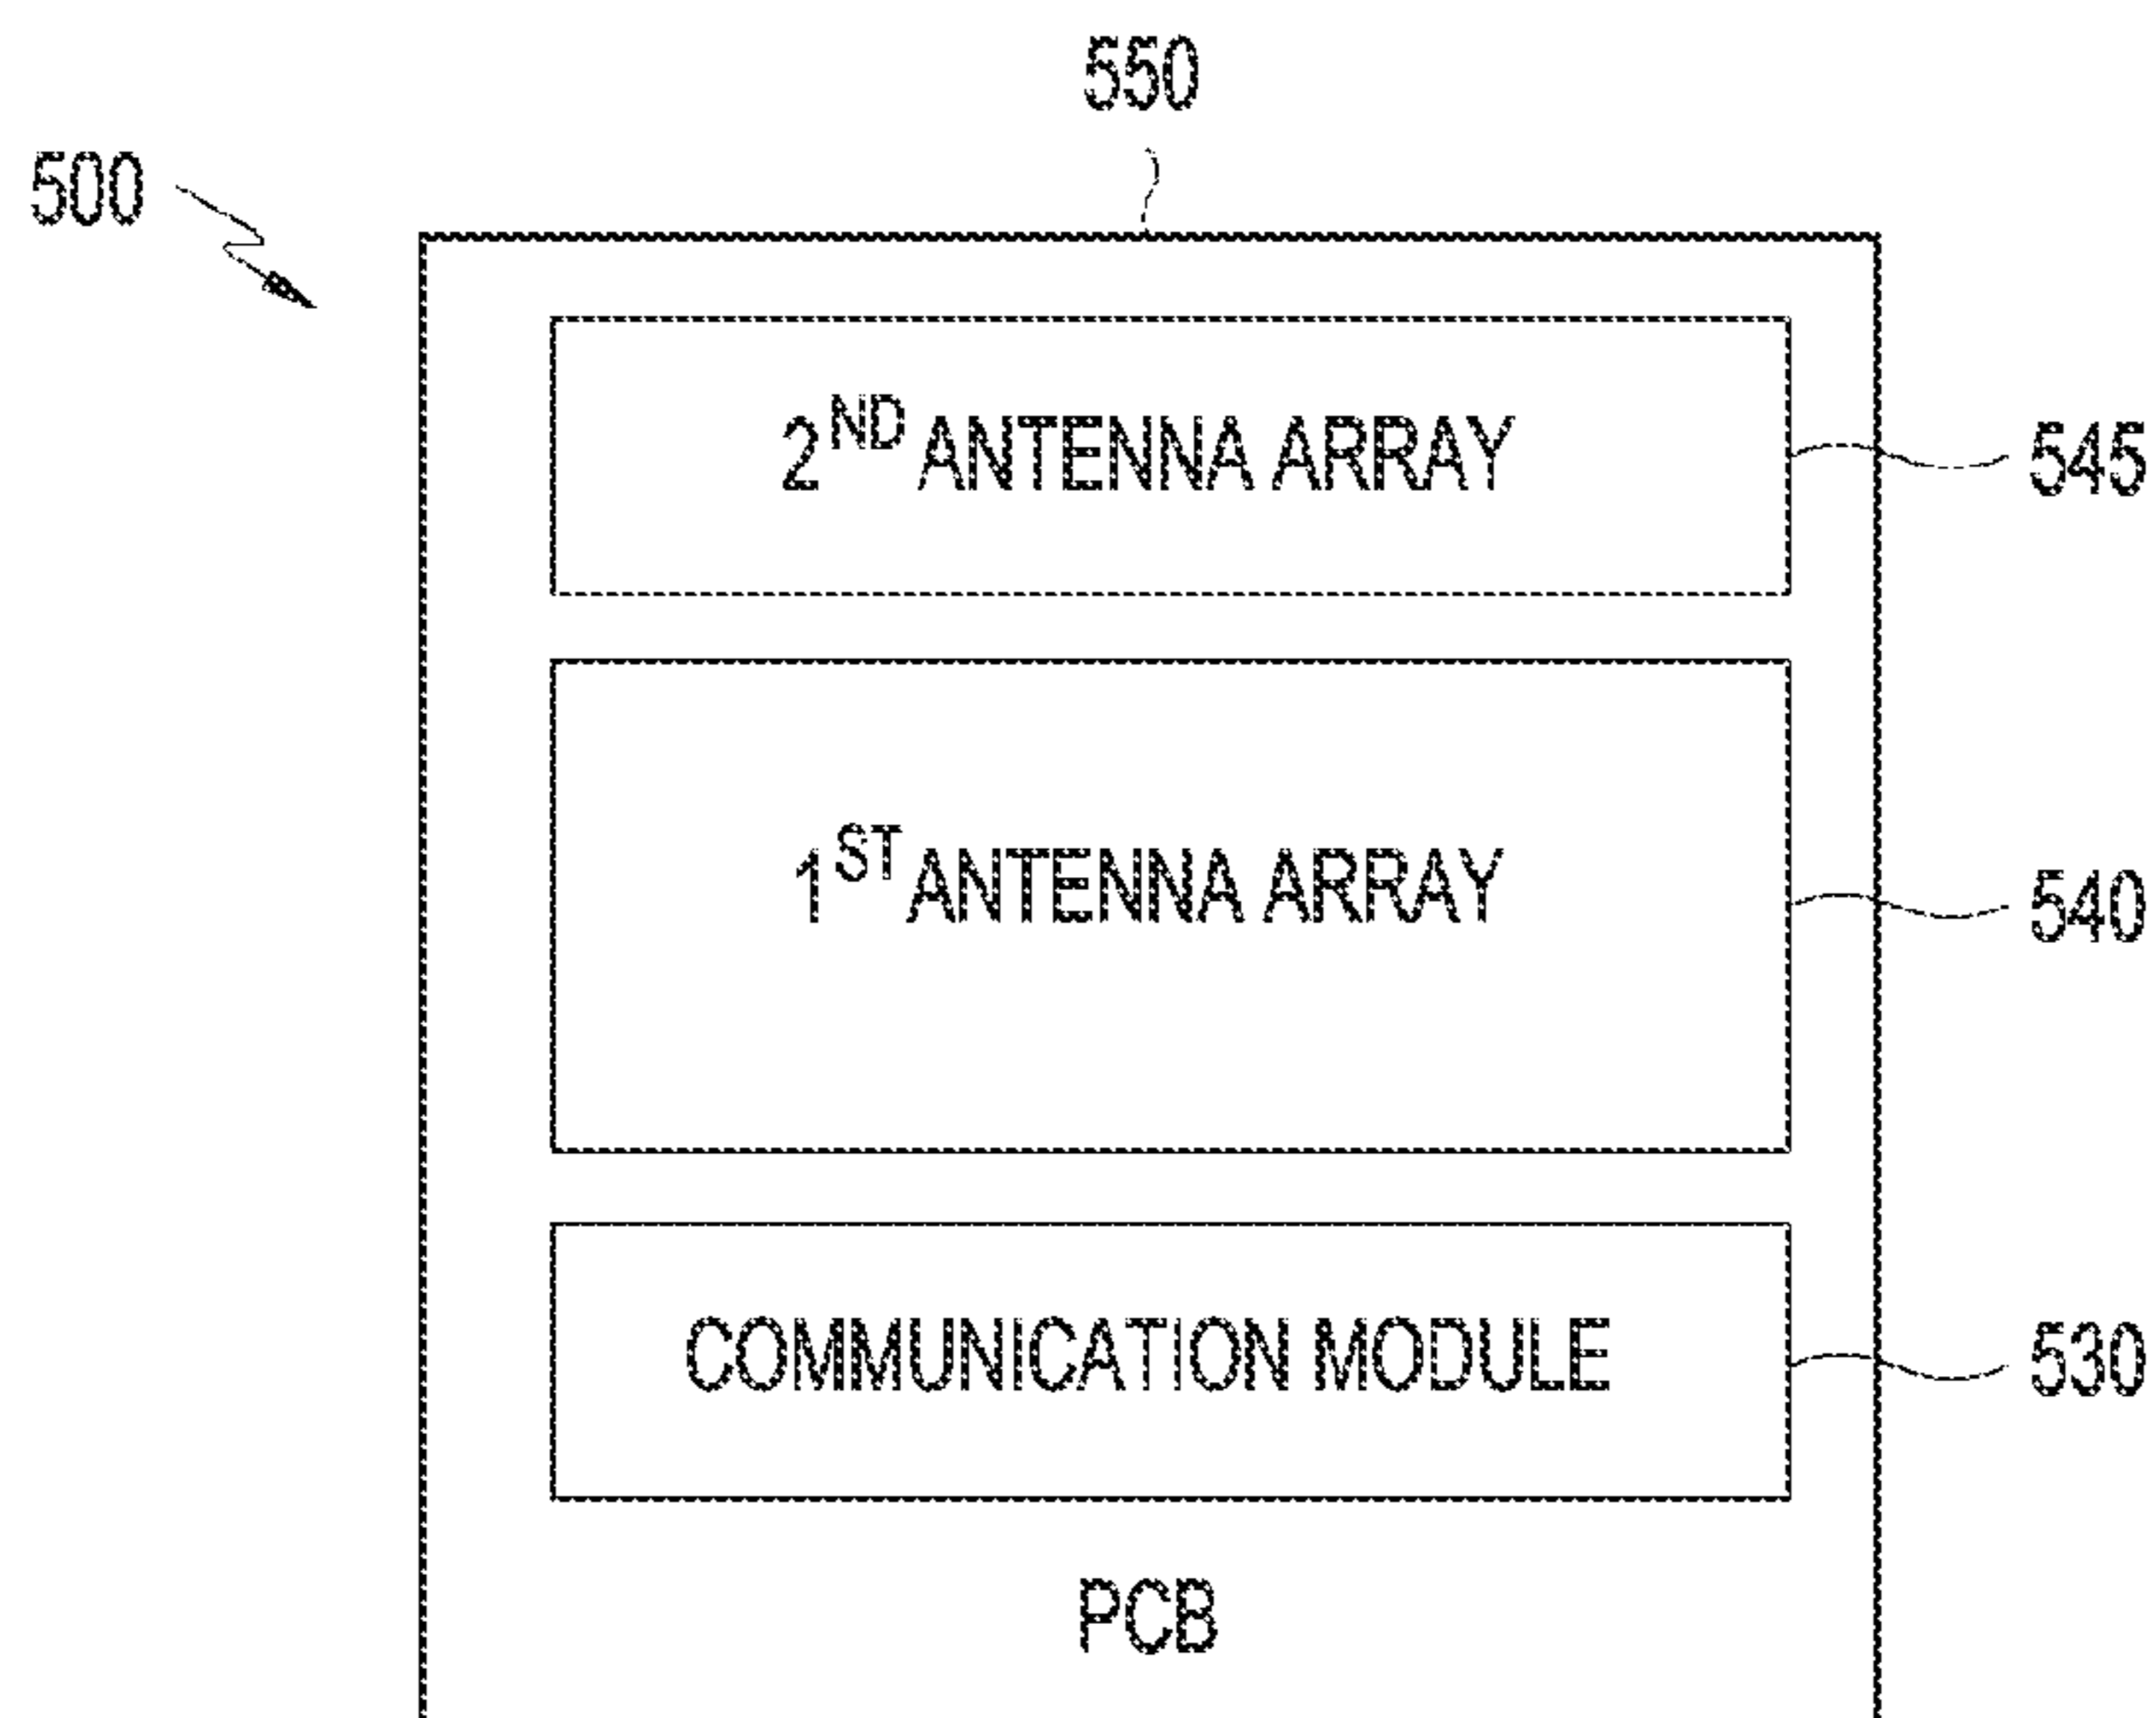 550
500
2ND ANTENNA ARRAY
545
1ST ANTENNA ARRAY
540
COMMUNICATION MODULE
530
PCB